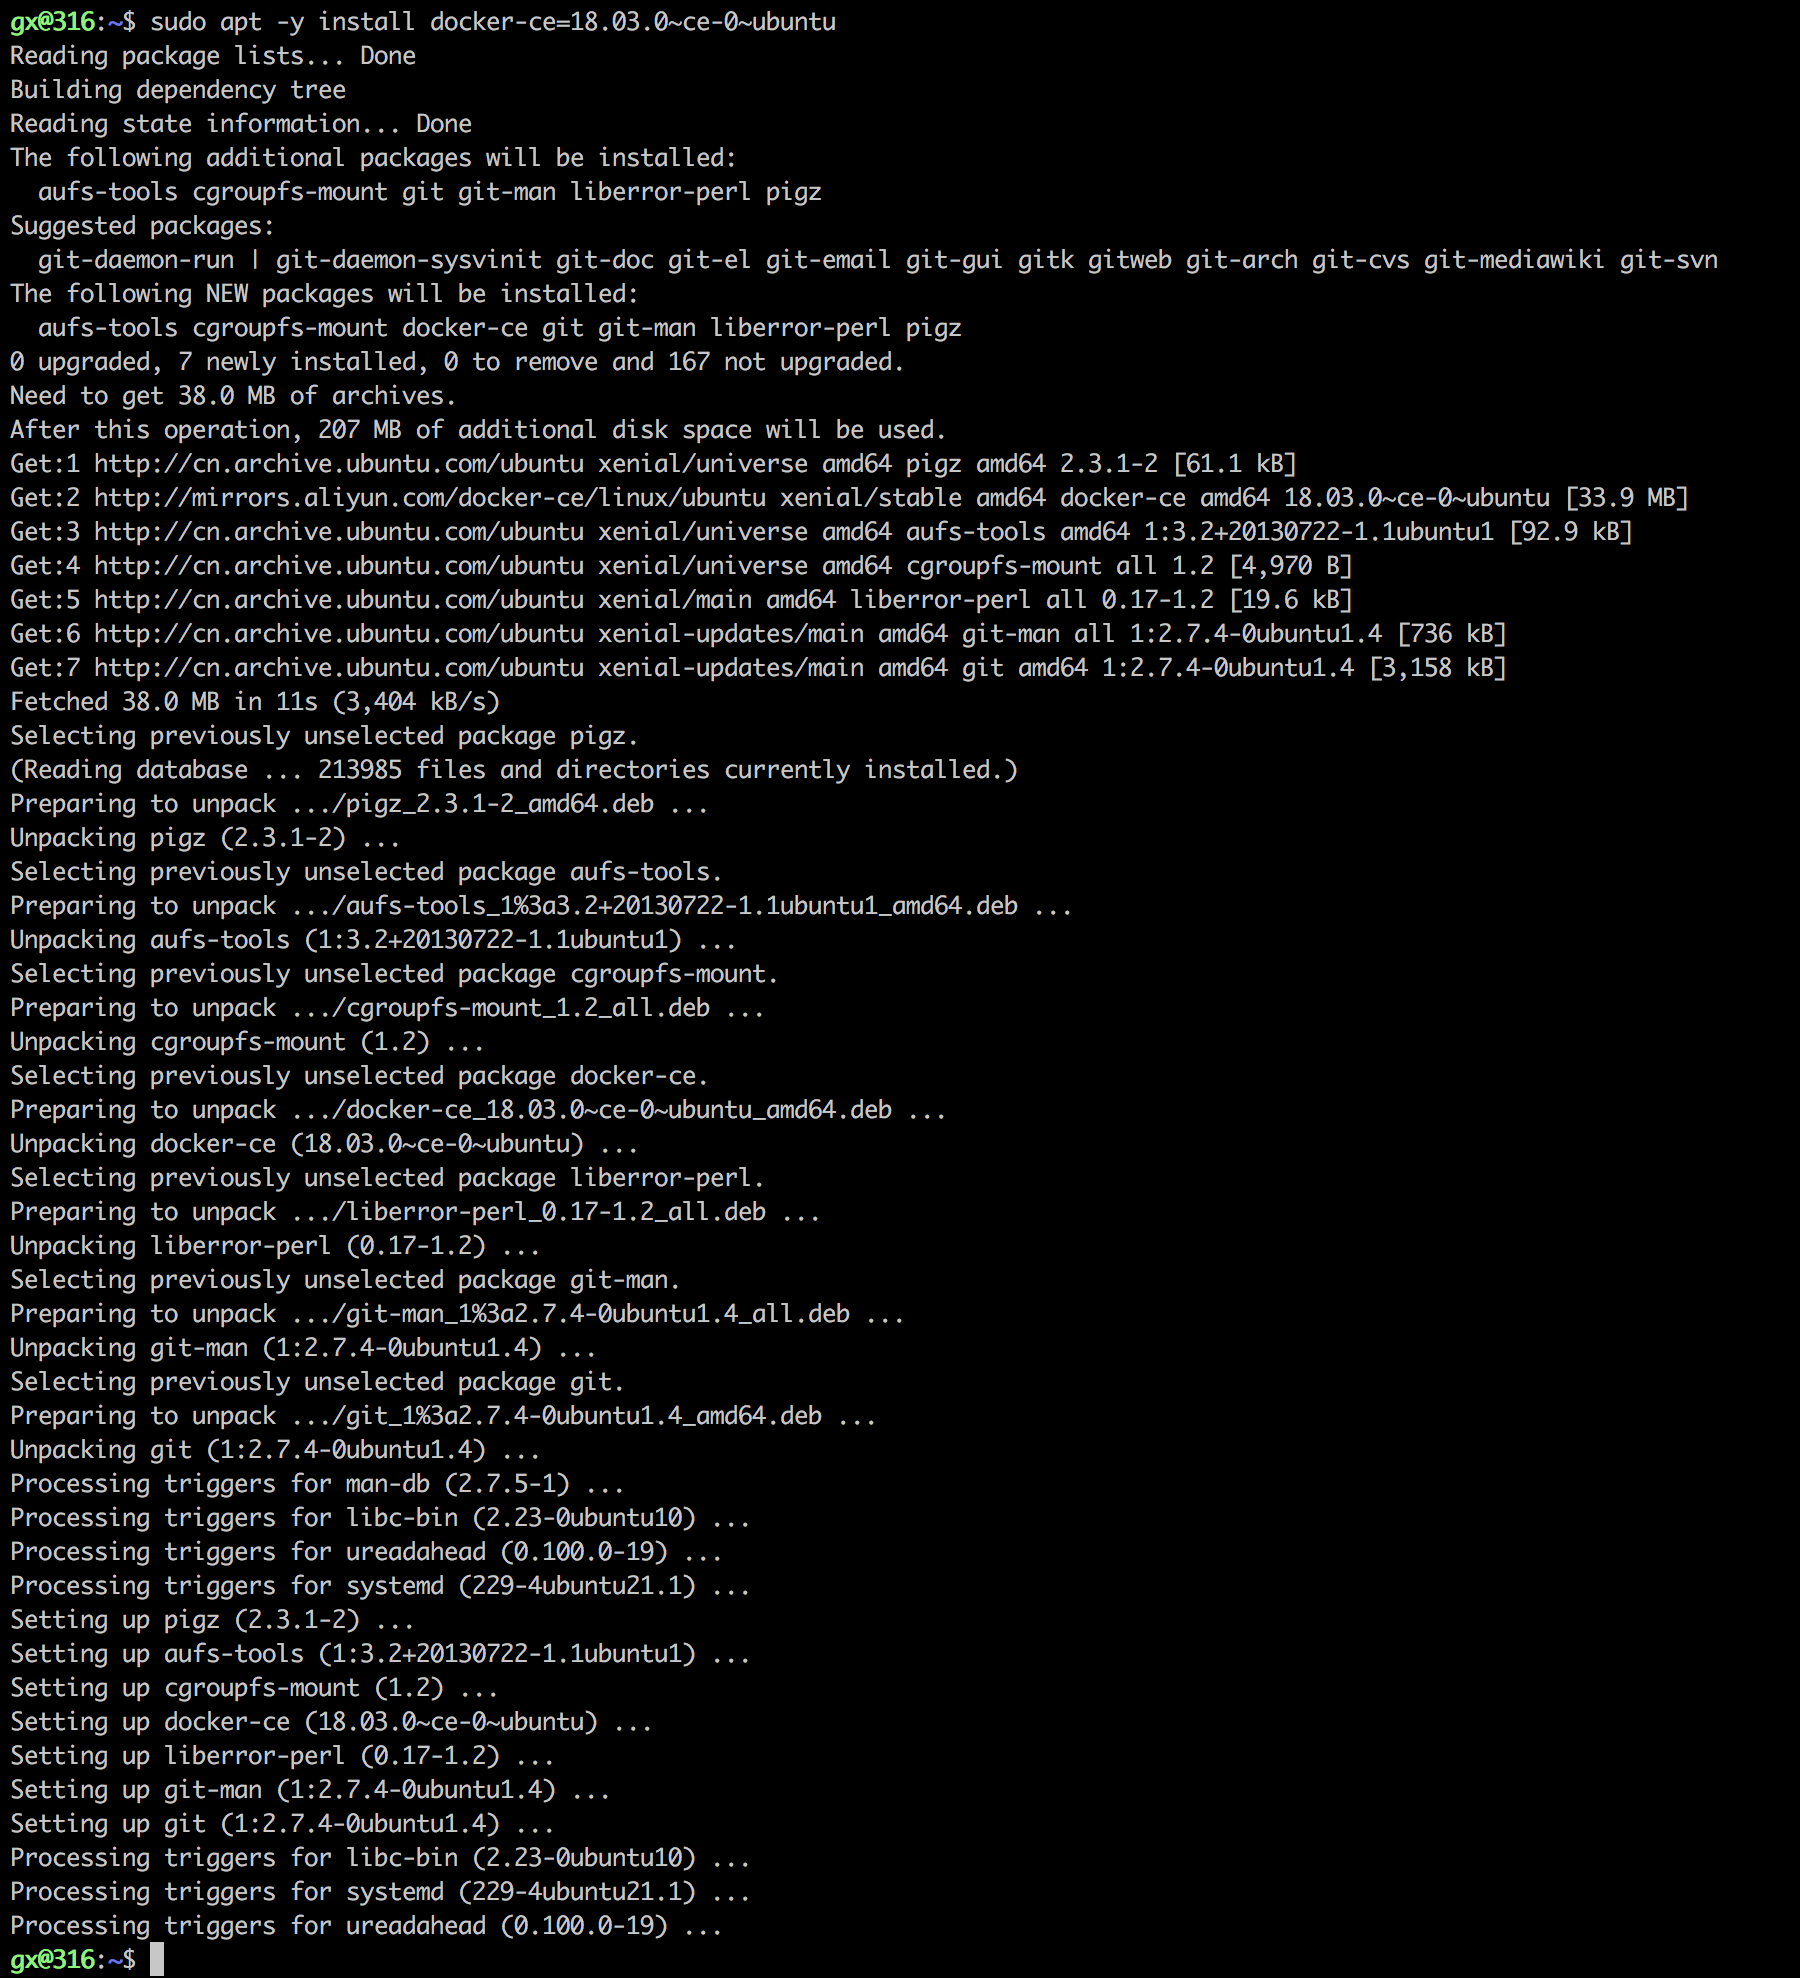 gx@316:~$ sudo apt -y install docker-ce=18.03.0~ce-0~ubuntu
Reading package lists... Done
Building dependency tree
Reading state information... Done
The following additional packages will be installed:
  aufs-tools cgroupfs-mount git git-man liberror-perl pigz
Suggested packages:
  git-daemon-run | git-daemon-sysvinit git-doc git-el git-email git-gui gitk gitweb git-arch git-cvs git-mediawiki git-svn
The following NEW packages will be installed:
  aufs-tools cgroupfs-mount docker-ce git git-man liberror-perl pigz
0 upgraded, 7 newly installed, 0 to remove and 167 not upgraded.
Need to get 38.0 MB of archives.
After this operation, 207 MB of additional disk space will be used.
Get:1 http://cn.archive.ubuntu.com/ubuntu xenial/universe amd64 pigz amd64 2.3.1-2 [61.1 kB]
Get:2 http://mirrors.aliyun.com/docker-ce/linux/ubuntu xenial/stable amd64 docker-ce amd64 18.03.0~ce-0~ubuntu [33.9 MB]
Get:3 http://cn.archive.ubuntu.com/ubuntu xenial/universe amd64 aufs-tools amd64 1:3.2+20130722-1.1ubuntu1 [92.9 kB]
Get:4 http://cn.archive.ubuntu.com/ubuntu xenial/universe amd64 cgroupfs-mount all 1.2 [4,970 B]
Get:5 http://cn.archive.ubuntu.com/ubuntu xenial/main amd64 liberror-perl all 0.17-1.2 [19.6 kB]
Get:6 http://cn.archive.ubuntu.com/ubuntu xenial-updates/main amd64 git-man all 1:2.7.4-0ubuntu1.4 [736 kB]
Get:7 http://cn.archive.ubuntu.com/ubuntu xenial-updates/main amd64 git amd64 1:2.7.4-0ubuntu1.4 [3,158 kB]
Fetched 38.0 MB in 11s (3,404 kB/s)
Selecting previously unselected package pigz.
(Reading database ... 213985 files and directories currently installed.)
Preparing to unpack .../pigz_2.3.1-2_amd64.deb ...
Unpacking pigz (2.3.1-2) ...
Selecting previously unselected package aufs-tools.
Preparing to unpack .../aufs-tools_1%3a3.2+20130722-1.1ubuntu1_amd64.deb ...
Unpacking aufs-tools (1:3.2+20130722-1.1ubuntu1) ...
Selecting previously unselected package cgroupfs-mount.
Preparing to unpack .../cgroupfs-mount_1.2_all.deb ...
Unpacking cgroupfs-mount (1.2) ...
Selecting previously unselected package docker-ce.
Preparing to unpack .../docker-ce_18.03.0~ce-0~ubuntu_amd64.deb ...
Unpacking docker-ce (18.03.0~ce-0~ubuntu) ...
Selecting previously unselected package liberror-perl.
Preparing to unpack .../liberror-perl_0.17-1.2_all.deb ...
Unpacking liberror-perl (0.17-1.2) ...
Selecting previously unselected package git-man.
Preparing to unpack .../git-man_1%3a2.7.4-0ubuntu1.4_all.deb ...
Unpacking git-man (1:2.7.4-0ubuntu1.4) ...
Selecting previously unselected package git.
Preparing to unpack .../git_1%3a2.7.4-0ubuntu1.4_amd64.deb ...
Unpacking git (1:2.7.4-0ubuntu1.4) ...
Processing triggers for man-db (2.7.5-1) ...
Processing triggers for libc-bin (2.23-0ubuntu10) ...
Processing triggers for ureadahead (0.100.0-19) ...
Processing triggers for systemd (229-4ubuntu21.1) ...
Setting up pigz (2.3.1-2) ...
Setting up aufs-tools (1:3.2+20130722-1.1ubuntu1) ...
Setting up cgroupfs-mount (1.2) ...
Setting up docker-ce (18.03.0~ce-0~ubuntu) ...
Setting up liberror-perl (0.17-1.2) ...
Setting up git-man (1:2.7.4-0ubuntu1.4) ...
Setting up git (1:2.7.4-0ubuntu1.4) ...
Processing triggers for libc-bin (2.23-0ubuntu10) ...
Processing triggers for systemd (229-4ubuntu21.1) ...
Processing triggers for ureadahead (0.100.0-19) ...
gx@316:~$